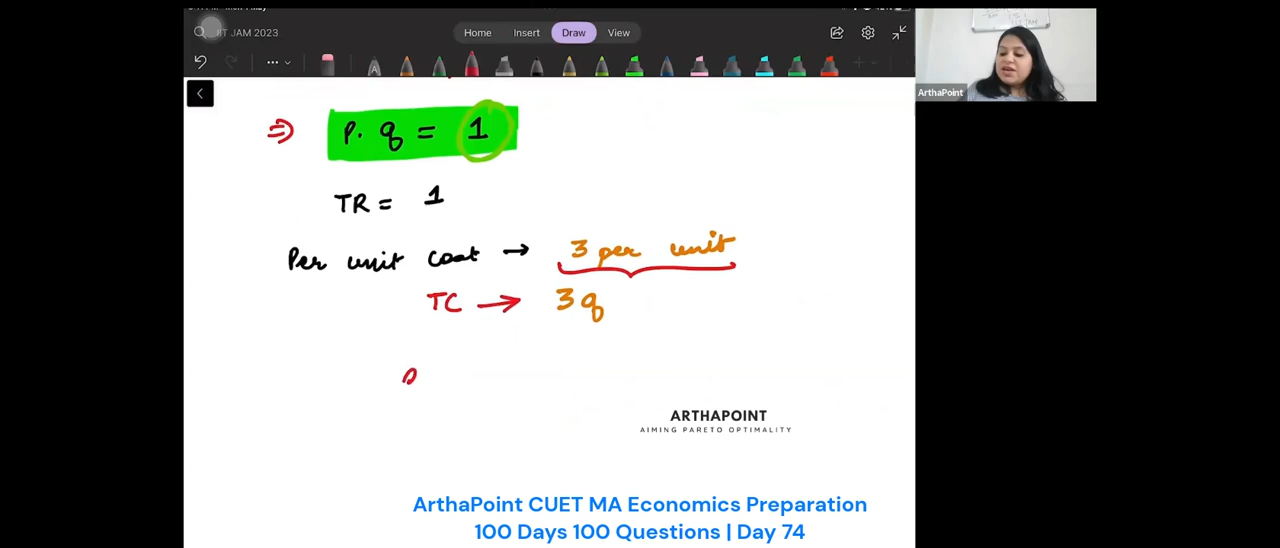 IIT JAM 2023
Home Insert Draw View
ArthaPoint
⇒ P. q = 1
TR = 1
Per unit cost → 3 per unit
TC → 3q
ARTHAPOINT
AIMING PARETO OPTIMALITY
ArthaPoint CUET MA Economics Preparation
100 Days 100 Questions | Day 74